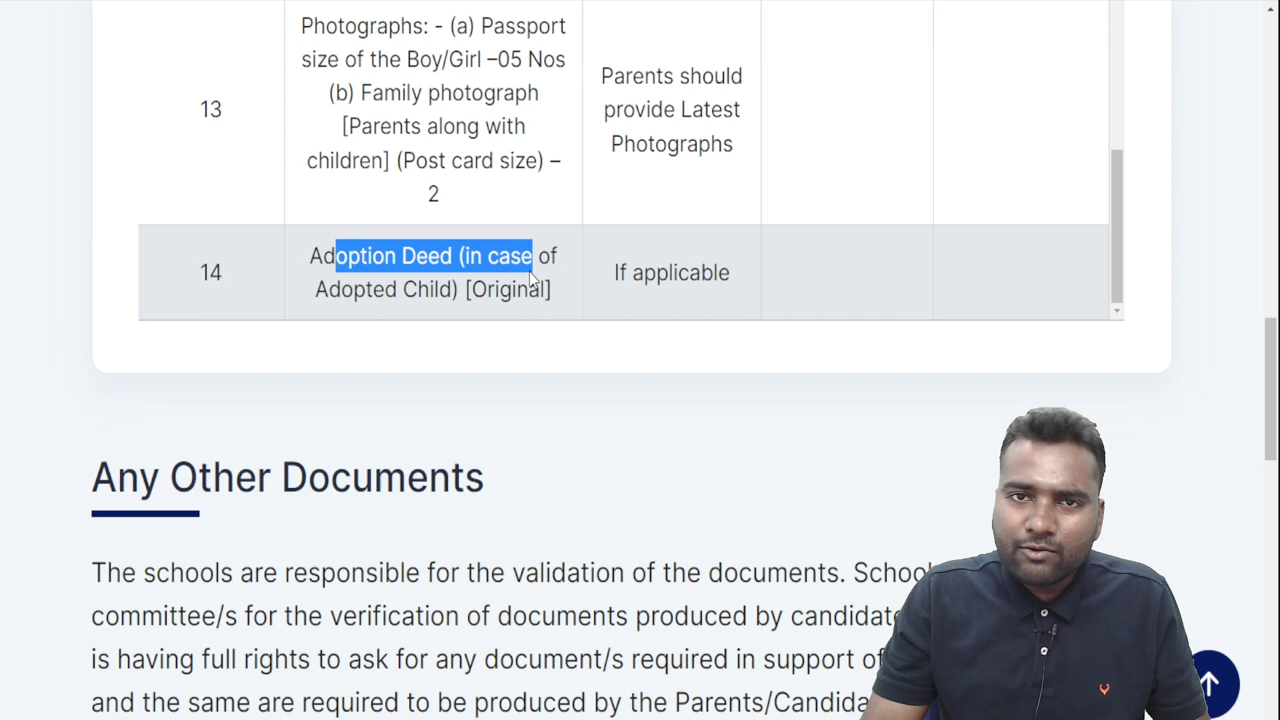 Photographs: - (a) Passport
size of the Boy/Girl –05 Nos
(b) Family photograph
[Parents along with
children] (Post card size) –
2
13
Parents should
provide Latest
Photographs
14
Adoption Deed (in case of
Adopted Child) [Original]
If applicable
Any Other Documents
The schools are responsible for the validation of the documents. School
committee/s for the verification of documents produced by
is having full rights to ask for any document/s required in support of
and the same are required to be produced by the